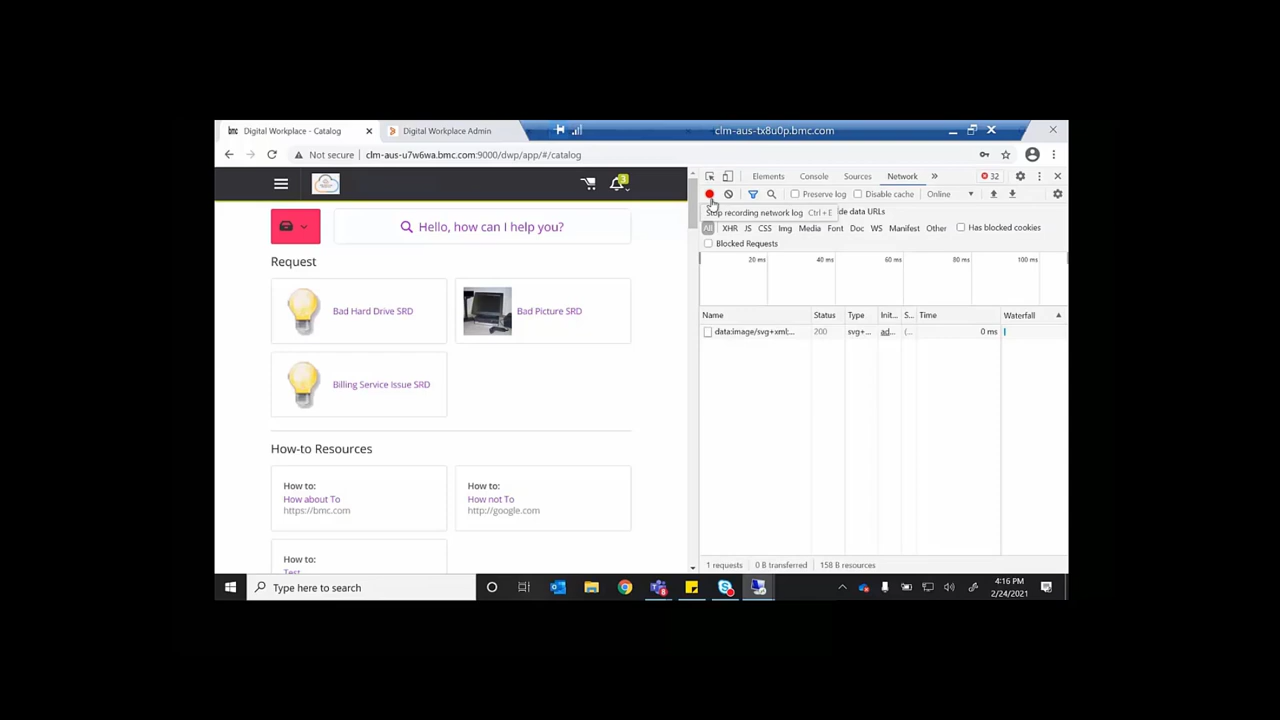 bmc Digital Workplace - Catalog
Digital Workplace Admin
clm-aus-tx8u0p.bmc.com
Not secure clm-aus-u7w6wa.bmc.com:9000/dwp/app/#/catalog
3
Hello, how can I help you?
Request
Bad Hard Drive SRD
Bad Picture SRD
Billing Service Issue SRD
How-to Resources
How to:
How about To
https://bmc.com
How to:
How not To
http://google.com
How to:
Test
Elements Console Sources Network » 32
Preserve log Disable cache Online
Stop recording network log Ctrl+E de data URLs
All XHR JS CSS Img Media Font Doc WS Manifest Other Has blocked cookies
Blocked Requests
20 ms 40 ms 60 ms 80 ms 100 ms
Name Status Type Init... S... Time Waterfall
data:image/svg+xml;... 200 svg+... ad... (... 0 ms
1 requests 0 B transferred 158 B resources
Type here to search
4:16 PM
2/24/2021